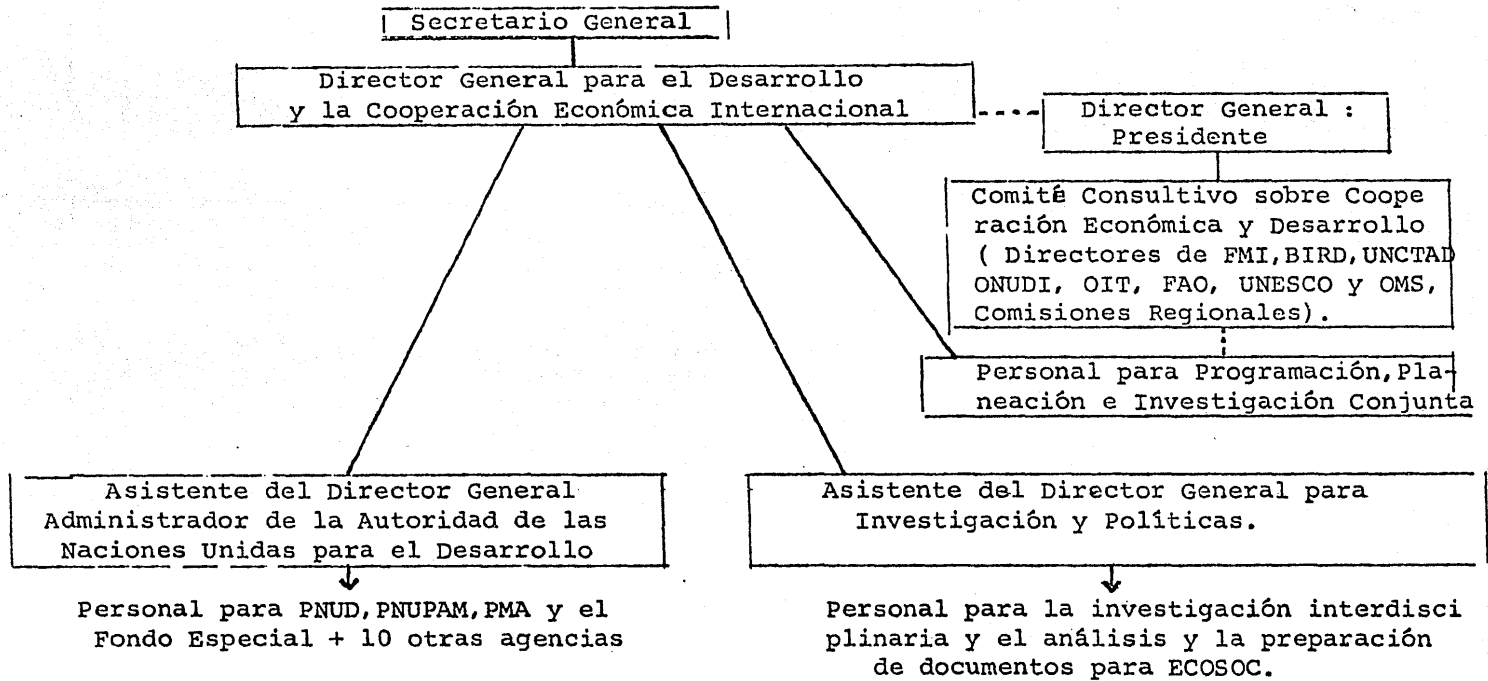 Secretario General
Director General para el Desarrollo
y la Cooperación Económica Internacional
Director General :
Presidente
Comité Consultivo sobre Coope
ración Económica y Desarrollo
( Directores de FMI,BIRD,UNCTAD
ONUDI, OIT, FAO, UNESCO y OMS,
Comisiones Regionales).
Personal para Programación,Pla-
neación e Investigación Conjunta
Asistente del Director General
Administrador de la Autoridad de las
Naciones Unidas para el Desarrollo
Personal para PNUD,PNUPAM,PMA y el
Fondo Especial + 10 otras agencias
Asistente del Director General para
Investigación y Políticas.
Personal para la investigación interdisci
plinaria y el análisis y la preparación
de documentos para ECOSOC.